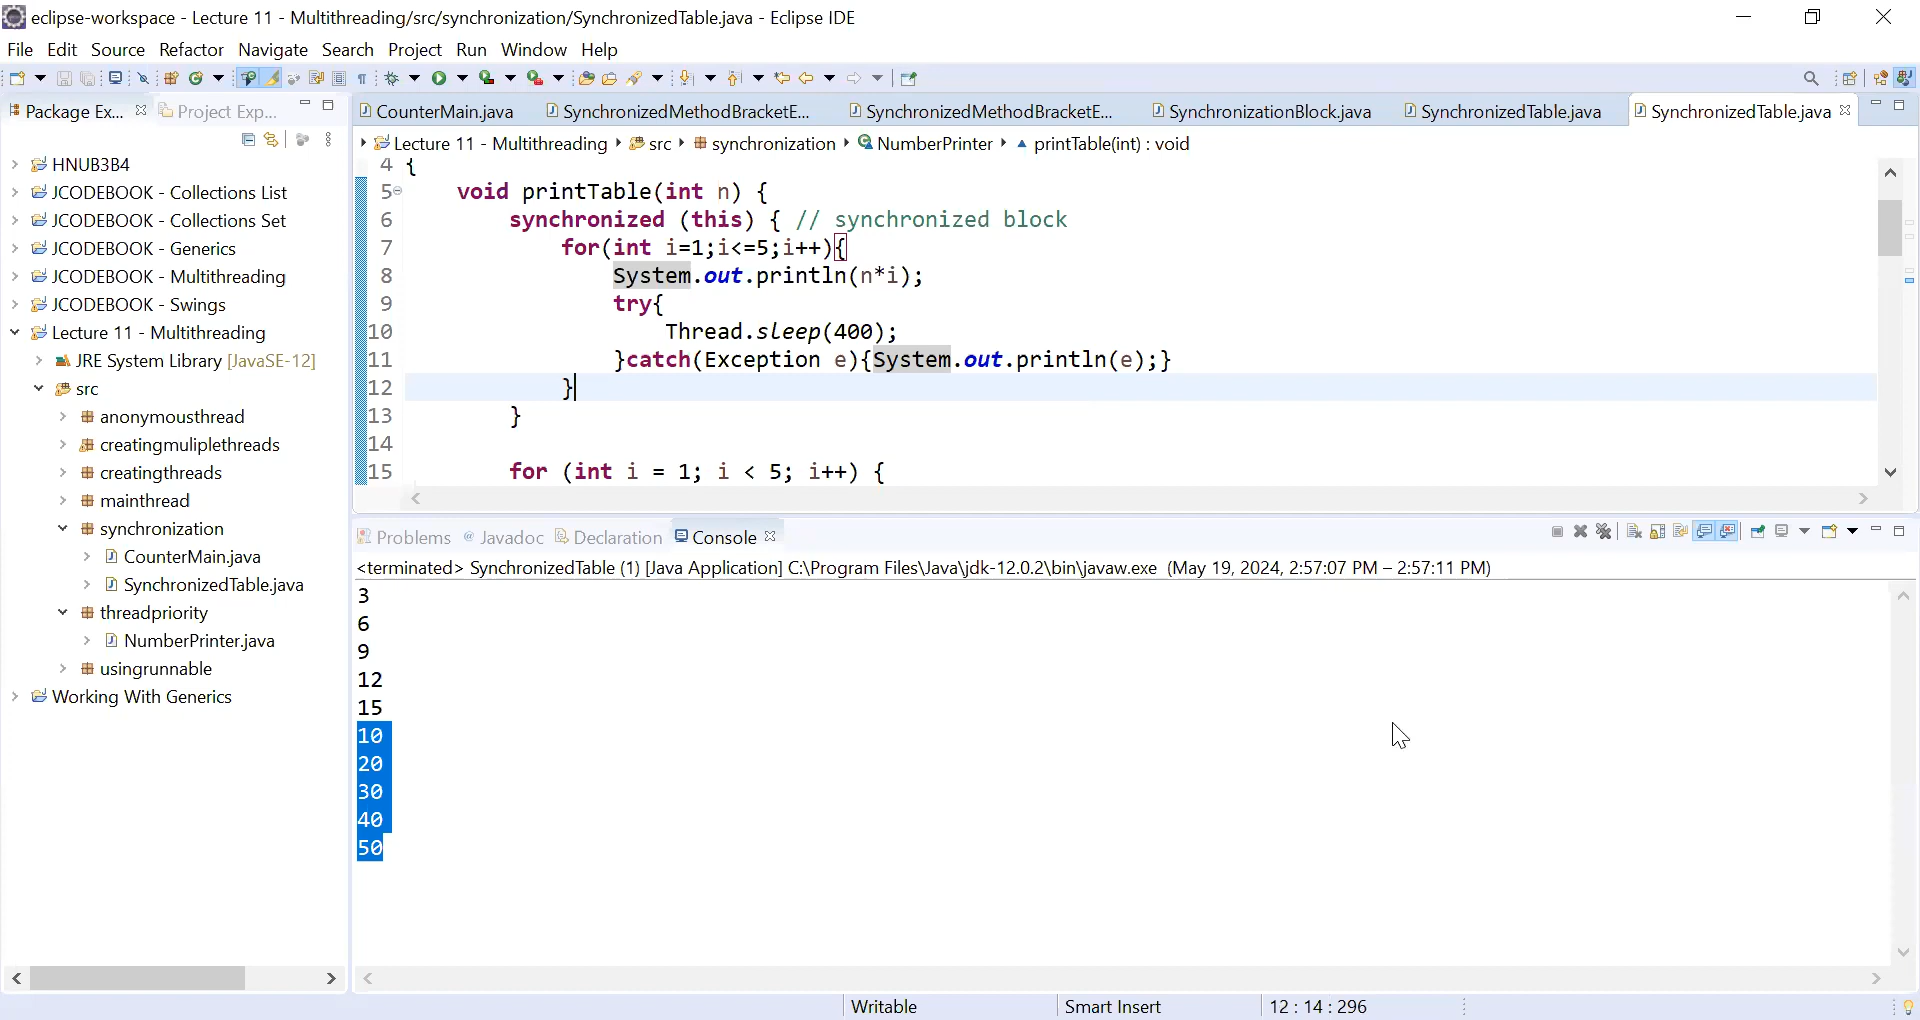 eclipse-workspace - Lecture 11 - Multithreading/src/synchronization/SynchronizedTable.java - Eclipse IDE
File Edit Source Refactor Navigate Search Project Run Window Help
Package Ex... Project Exp...
CounterMain.java SynchronizedMethodBracketE... SynchronizedMethodBracketE... SynchronizationBlock.java SynchronizedTable.java SynchronizedTable.java
Lecture 11 - Multithreading src synchronization NumberPrinter printTable(int) : void
HNUB3B4
JCODEBOOK - Collections List
JCODEBOOK - Collections Set
JCODEBOOK - Generics
JCODEBOOK - Multithreading
JCODEBOOK - Swings
Lecture 11 - Multithreading
JRE System Library [JavaSE-12]
src
anonymousthread
creatingmuliplethreads
creatingthreads
mainthread
synchronization
CounterMain.java
SynchronizedTable.java
threadpriority
NumberPrinter.java
usingrunnable
Working With Generics
4 {
5 void printTable(int n) {
6 synchronized (this) { // synchronized block
7 for(int i=1;i<=5;i++){
8 System.out.println(n*i);
9 try{
10 Thread.sleep(400);
11 }catch(Exception e){System.out.println(e);}
12 }
13 }
14
15 for (int i = 1; i < 5; i++) {
Problems Javadoc Declaration Console
<terminated> SynchronizedTable (1) [Java Application] C:\Program Files\Java\jdk-12.0.2\bin\javaw.exe (May 19, 2024, 2:57:07 PM – 2:57:11 PM)
3
6
9
12
15
10
20
30
40
50
Writable Smart Insert 12 : 14 : 296